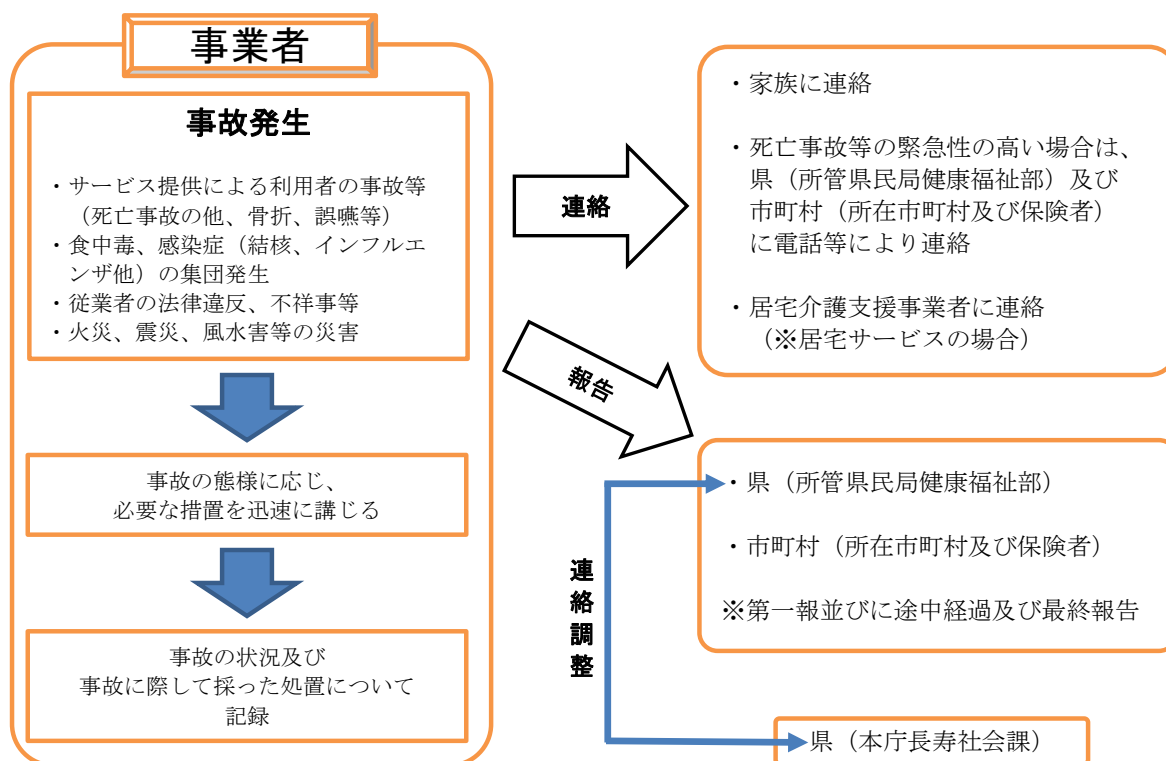 事業者
事故発生
・サービス提供による利用者の事故等
（死亡事故の他、骨折、誤嚥等）
・食中毒、感染症（結核、インフルエ
ンザ他）の集団発生
・従業者の法律違反、不祥事等
・火災、震災、風水害等の災害
事故の態様に応じ、
必要な措置を迅速に講じる
事故の状況及び
事故に際して採った処置について
記録
連絡
・家族に連絡
・死亡事故等の緊急性の高い場合は、
県（所管県民局健康福祉部）及び
市町村（所在市町村及び保険者）
に電話等により連絡
・居宅介護支援事業者に連絡
（※居宅サービスの場合）
報告
・県（所管県民局健康福祉部）
・市町村（所在市町村及び保険者）
※第一報並びに途中経過及び最終報告
連絡調整
・県（本庁長寿社会課）